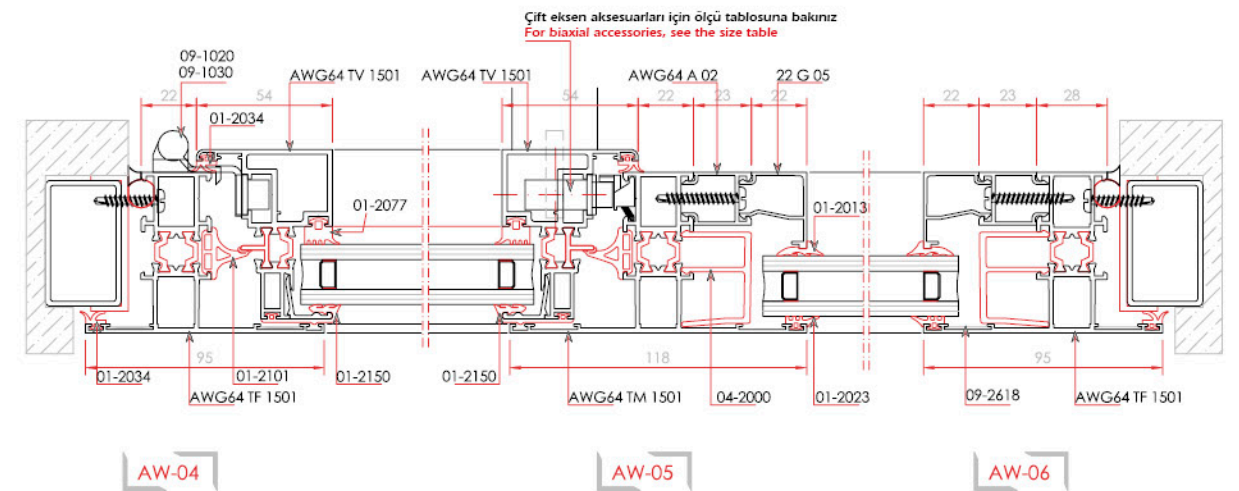 Çift eksen aksesuarları için ölçü tablosuna bakınız
For biaxial accessories, see the size table
09-1020
09-1030
AWG64 TV 1501
AWG64 TV 1501
AWG64 A 02
22 G 05
22
54
54
22
23
22
22
23
28
01-2034
01-2077
01-2013
95
118
95
01-2034
01-2101
01-2150
01-2150
AWG64 TF 1501
AWG64 TM 1501
04-2000
01-2023
09-2618
AWG64 TF 1501
AW-04
AW-05
AW-06